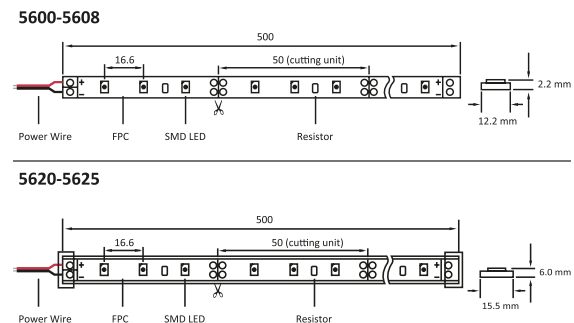 5600-5608
500
16.6
50 (cutting unit)
2.2 mm
12.2 mm
+
−
+
−
Power Wire
FPC
SMD LED
Resistor
5620-5625
500
16.6
50 (cutting unit)
6.0 mm
15.5 mm
+
−
+
−
Power Wire
FPC
SMD LED
Resistor